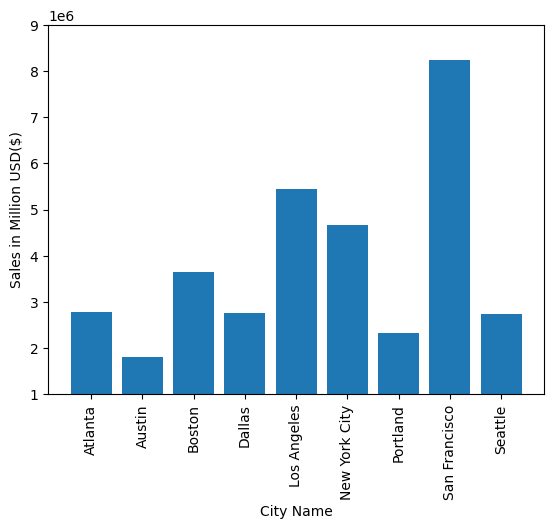 1e6
9
8
7
6
5
4
3
2
1
Sales in Million USD($)
Atlanta
Austin
Boston
Dallas
Los Angeles
New York City
Portland
San Francisco
Seattle
City Name